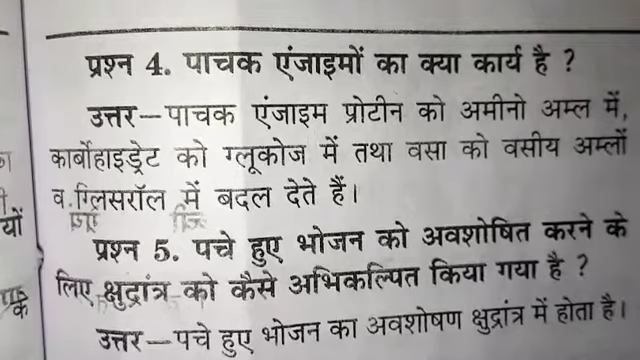 प्रश्न 4. पाचक एंजाइमों का क्या कार्य है ?
उत्तर—पाचक एंजाइम प्रोटीन को अमीनो अम्ल में,
कार्बोहाइड्रेट को ग्लूकोज में तथा वसा को वसीय अम्लों
व ग्लिसरॉल में बदल देते हैं।
प्रश्न 5. पचे हुए भोजन को अवशोषित करने के
लिए क्षुद्रांत्र को कैसे अभिकल्पित किया गया है ?
उत्तर—पचे हुए भोजन का अवशोषण क्षुद्रांत्र में होता है।